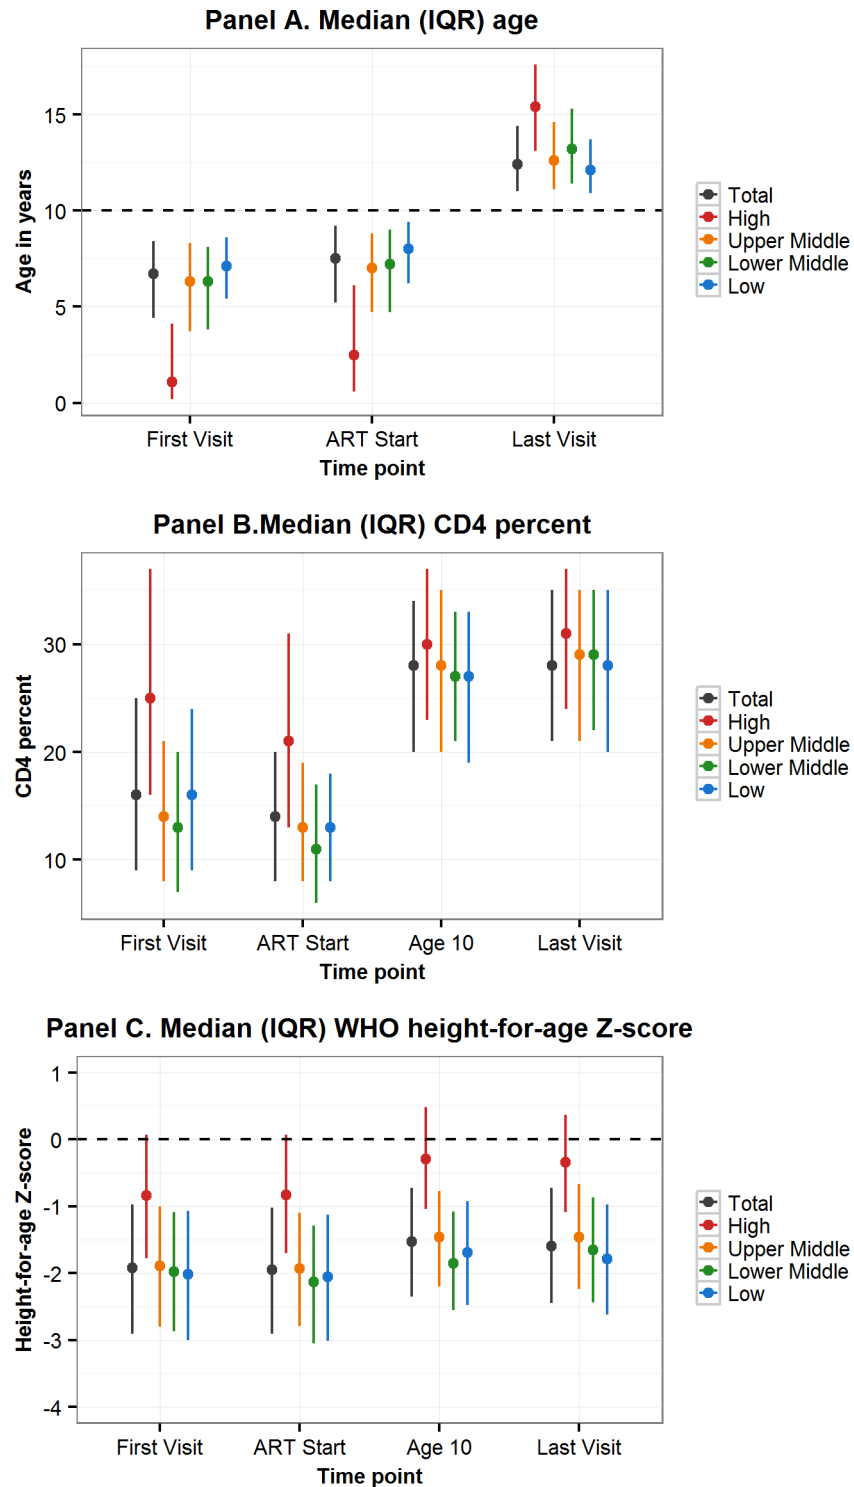 Panel A. Median (IQR) age
Age in years
15
10
5
0
First Visit
ART Start
Last Visit
Time point
Total
High
Upper Middle
Lower Middle
Low
Panel B.Median (IQR) CD4 percent
CD4 percent
30
20
10
First Visit
ART Start
Age 10
Last Visit
Time point
Total
High
Upper Middle
Lower Middle
Low
Panel C. Median (IQR) WHO height-for-age Z-score
Height-for-age Z-score
1
0
-1
-2
-3
-4
First Visit
ART Start
Age 10
Last Visit
Time point
Total
High
Upper Middle
Lower Middle
Low